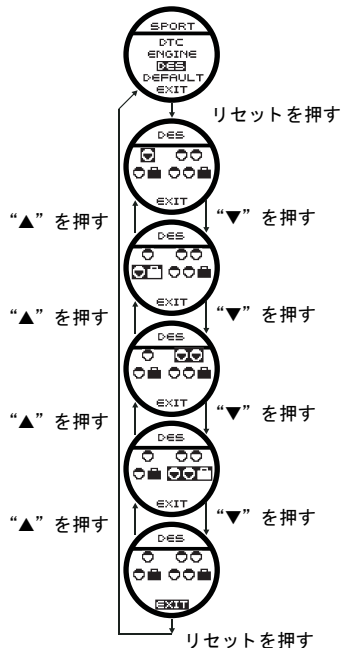 SPORT
DTC
ENGINE
DES
DEFAULT
EXIT
リセットを押す
DES
EXIT
“▲” を押す
“▼” を押す
DES
EXIT
“▲” を押す
“▼” を押す
DES
EXIT
“▲” を押す
“▼” を押す
DES
EXIT
“▲” を押す
“▼” を押す
DES
EXIT
リセットを押す